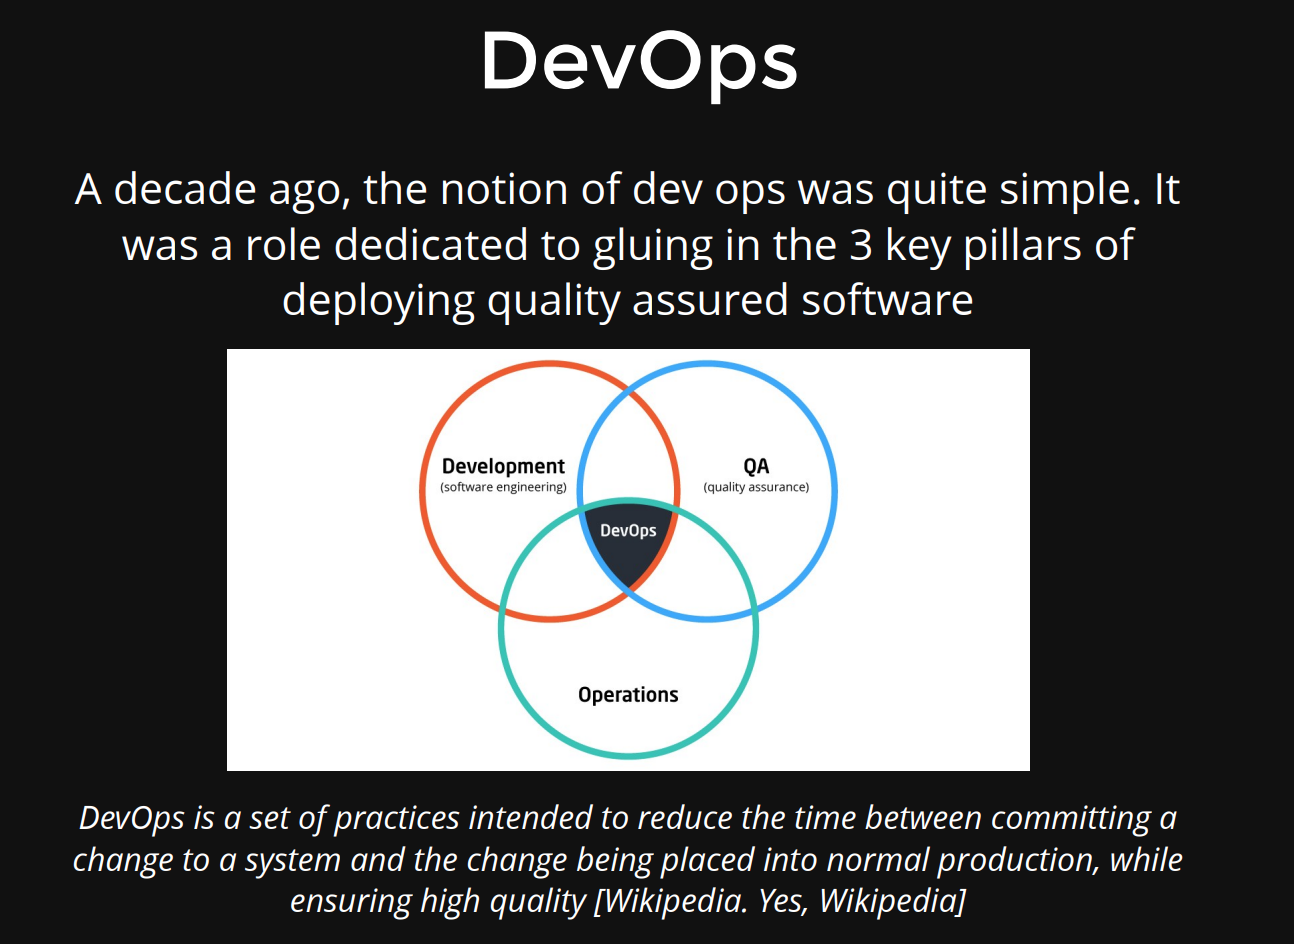 DevOps
A decade ago, the notion of dev ops was quite simple. It
was a role dedicated to gluing in the 3 key pillars of
deploying quality assured software
Development
(software engineering)
QA
(quality assurance)
DevOps
Operations
DevOps is a set of practices intended to reduce the time between committing a
change to a system and the change being placed into normal production, while
ensuring high quality [Wikipedia. Yes, Wikipedia]